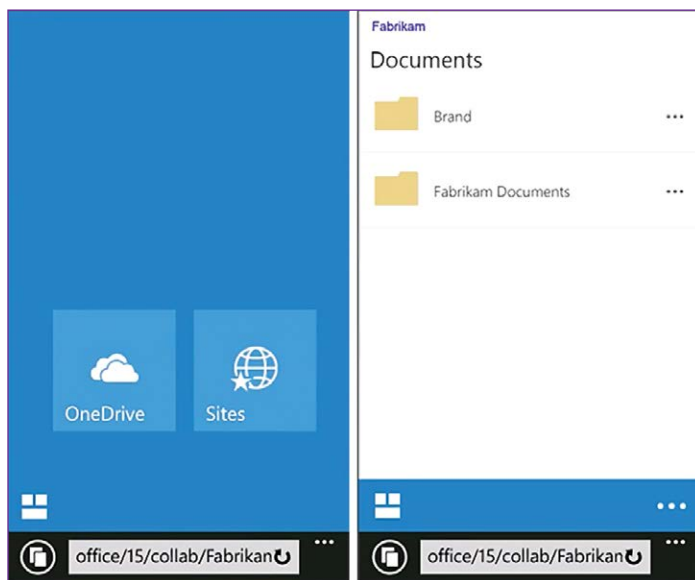 OneDrive
Sites
office/15/collab/Fabrikan
Fabrikam
Documents
Brand
Fabrikam Documents
office/15/collab/Fabrikan